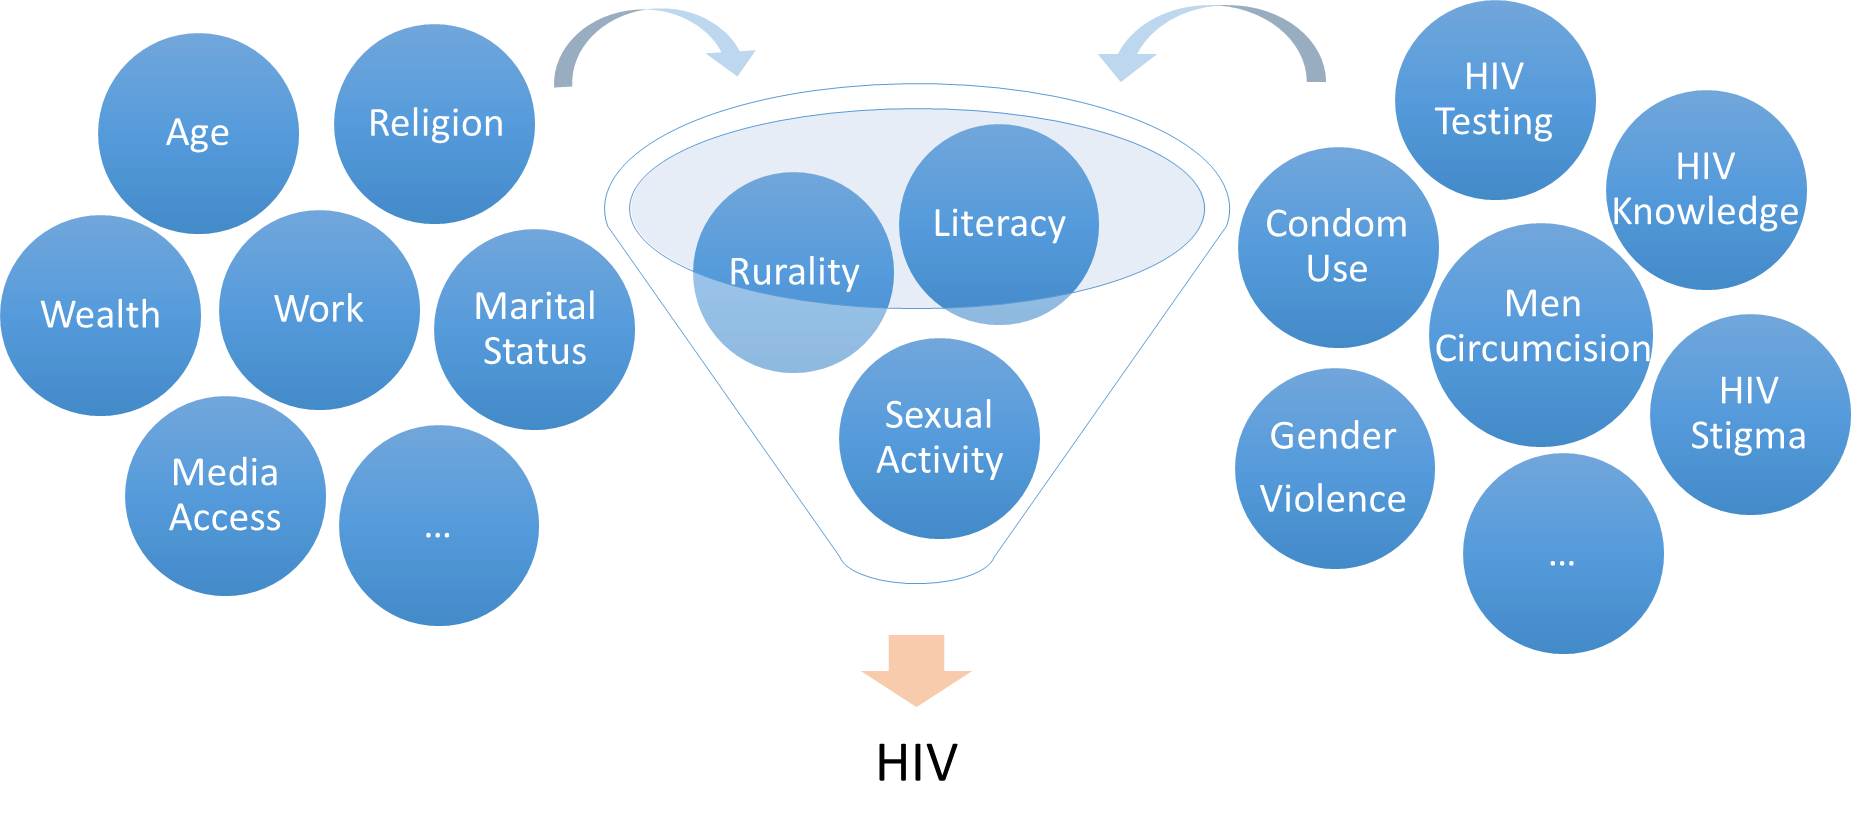 Age
Religion
Wealth
Work
Marital
Status
Media
Access
...
Rurality
Literacy
Sexual
Activity
HIV
Testing
HIV
Knowledge
Condom
Use
Men
Circumcision
HIV
Stigma
Gender
Violence
...
HIV